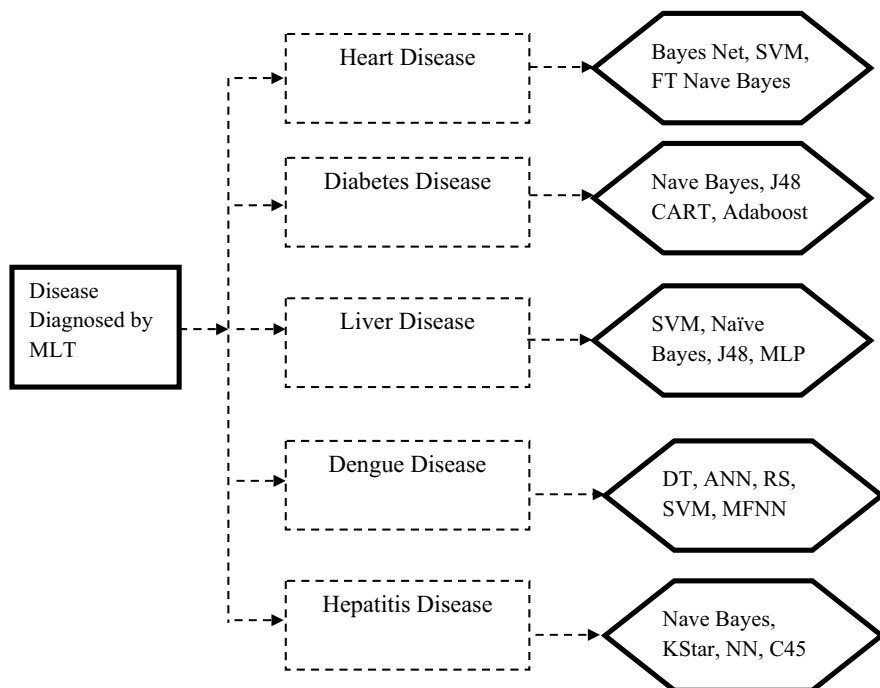 Disease
Diagnosed by
MLT
Heart Disease
Bayes Net, SVM,
FT Nave Bayes
Diabetes Disease
Nave Bayes, J48
CART, Adaboost
Liver Disease
SVM, Naïve
Bayes, J48, MLP
Dengue Disease
DT, ANN, RS,
SVM, MFNN
Hepatitis Disease
Nave Bayes,
KStar, NN, C45